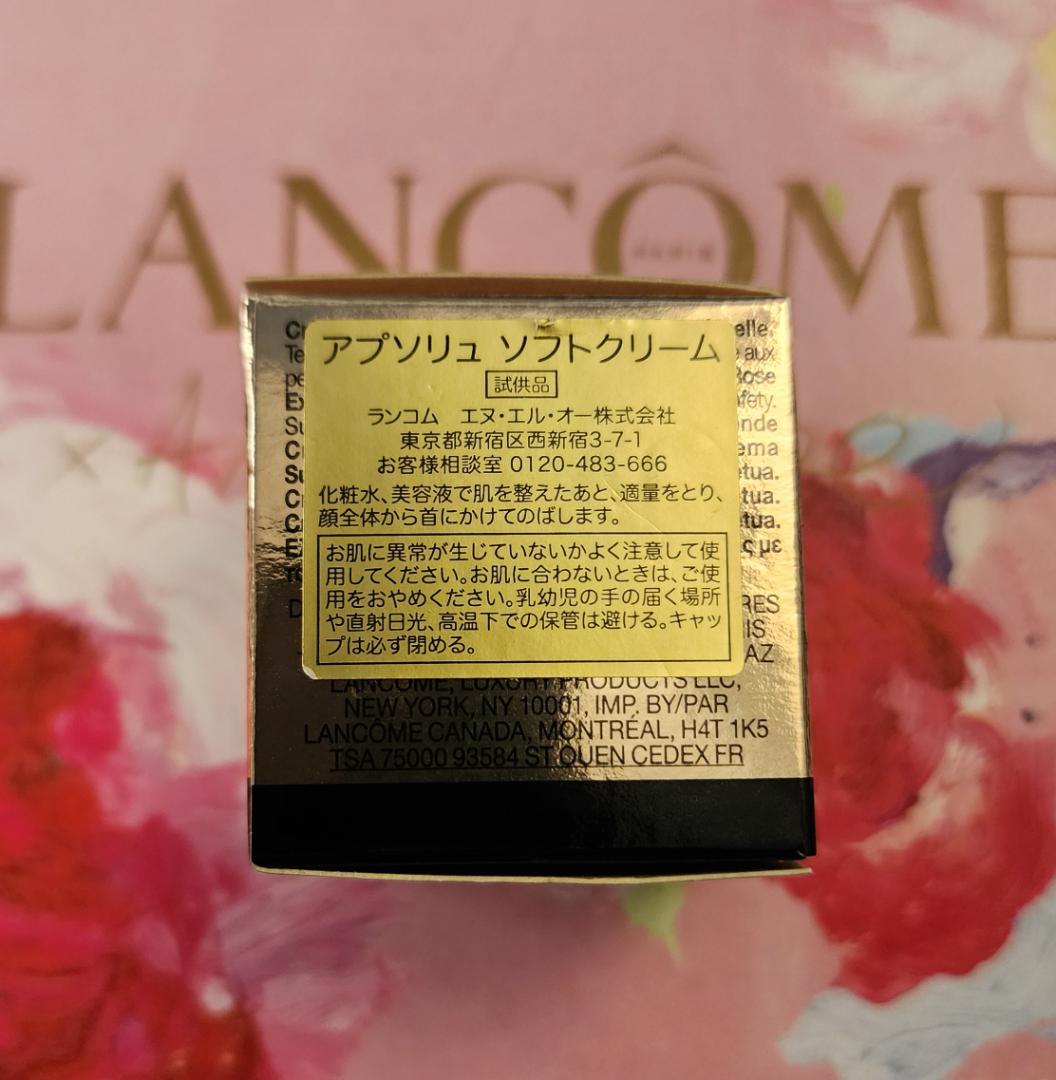 LANCÔME
アプソリュ ソフトクリーム
試供品
ランコム エヌ・エル・オー株式会社
東京都新宿区西新宿3-7-1
お客様相談室 0120-483-666
化粧水、美容液で肌を整えたあと、適量をとり、
顔全体から首にかけてのばします。
お肌に異常が生じていないかよく注意して使
用してください。お肌に合わないときは、ご使
用をおやめください。乳幼児の手の届く場所
や直射日光、高温下での保管は避ける。キャッ
プは必ず閉める。
aux
LANCÔME, LUXURY PRODUCTS LLC,
NEW YORK, NY 10001, IMP. BY/PAR
LANCÔME CANADA, MONTRÉAL, H4T 1K5
TSA 75000 93584 ST OUEN CEDEX FR